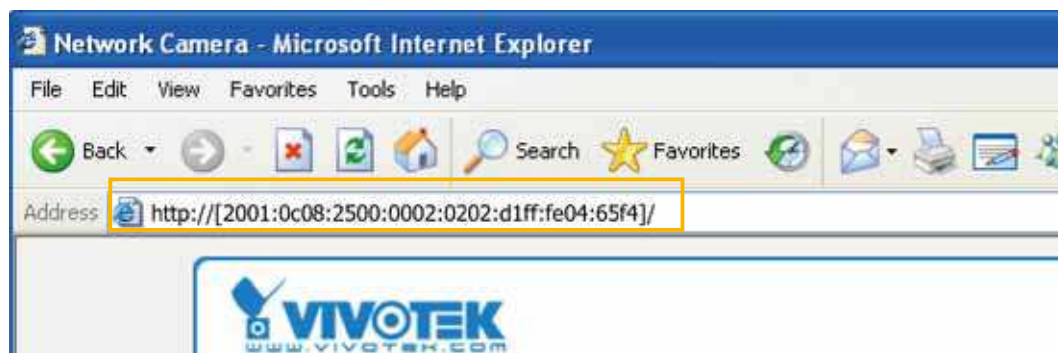 Network Camera - Microsoft Internet Explorer
File Edit View Favorites Tools Help
Back Search Favorites
Address http://[2001:0c08:2500:0002:0202:d1ff:fe04:65f4]/
VIVOTEK
www.vivotek.com